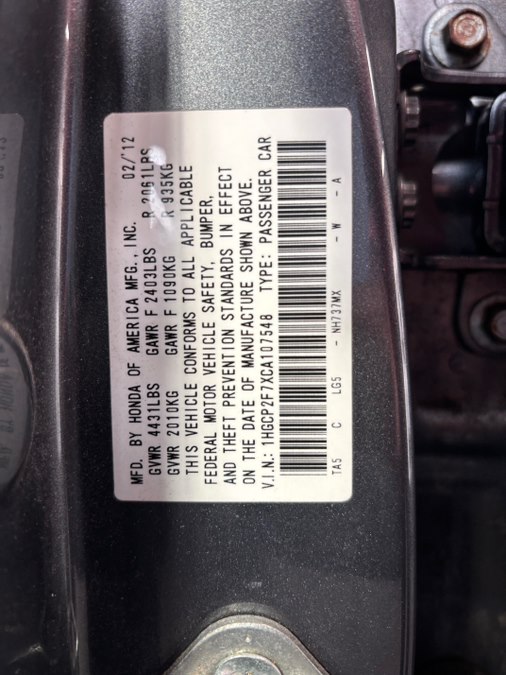 MFD. BY HONDA OF AMERICA MFG., INC. 02/'12
GVWR 4431LBS GAWR F 2403LBS R 2061LBS
GVWR 2010KG GAWR F 1090KG R 935KG
THIS VEHICLE CONFORMS TO ALL APPLICABLE
FEDERAL MOTOR VEHICLE SAFETY, BUMPER,
AND THEFT PREVENTION STANDARDS IN EFFECT
ON THE DATE OF MANUFACTURE SHOWN ABOVE.
V.I.N.: 1HGCP2F7XCA107548 TYPE: PASSENGER CAR
TA5 C LG5 - NH737MX - W - A